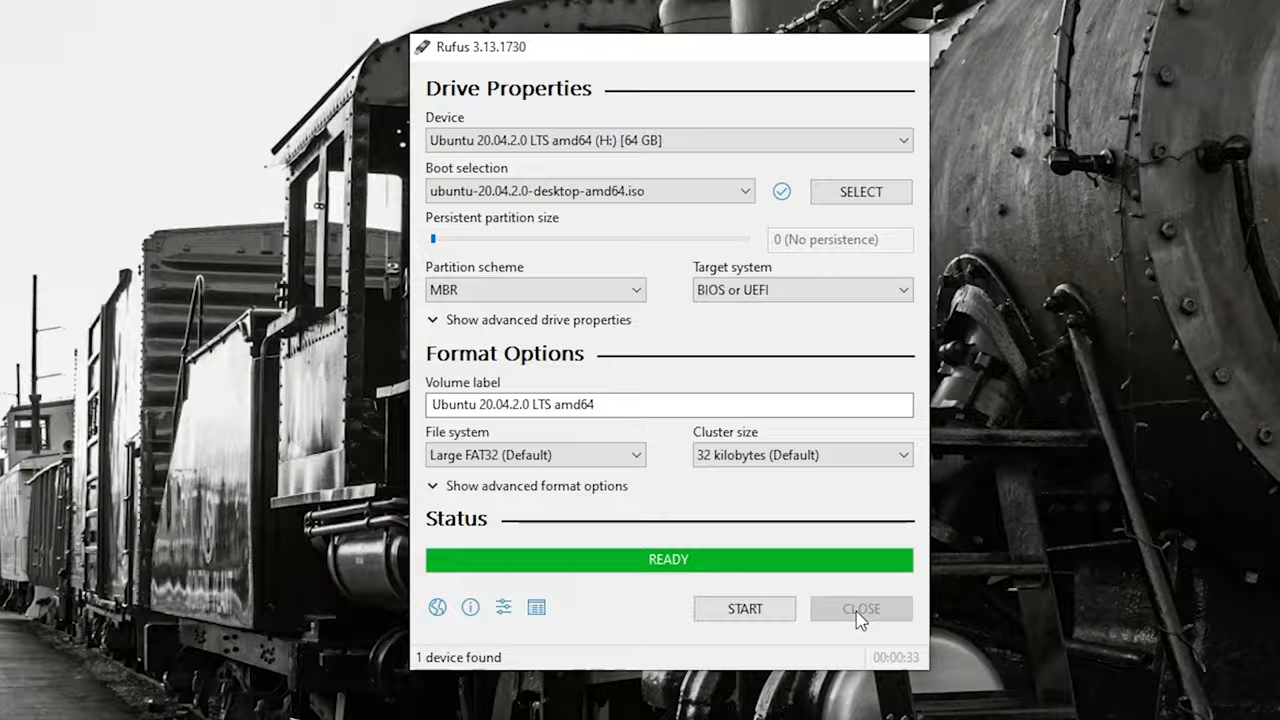 Rufus 3.13.1730
Drive Properties
Device
Ubuntu 20.04.2.0 LTS amd64 (H:) [64 GB]
Boot selection
ubuntu-20.04.2.0-desktop-amd64.iso
SELECT
Persistent partition size
0 (No persistence)
Partition scheme
Target system
MBR
BIOS or UEFI
Show advanced drive properties
Format Options
Volume label
Ubuntu 20.04.2.0 LTS amd64
File system
Cluster size
Large FAT32 (Default)
32 kilobytes (Default)
Show advanced format options
Status
READY
START
CLOSE
1 device found
00:00:33